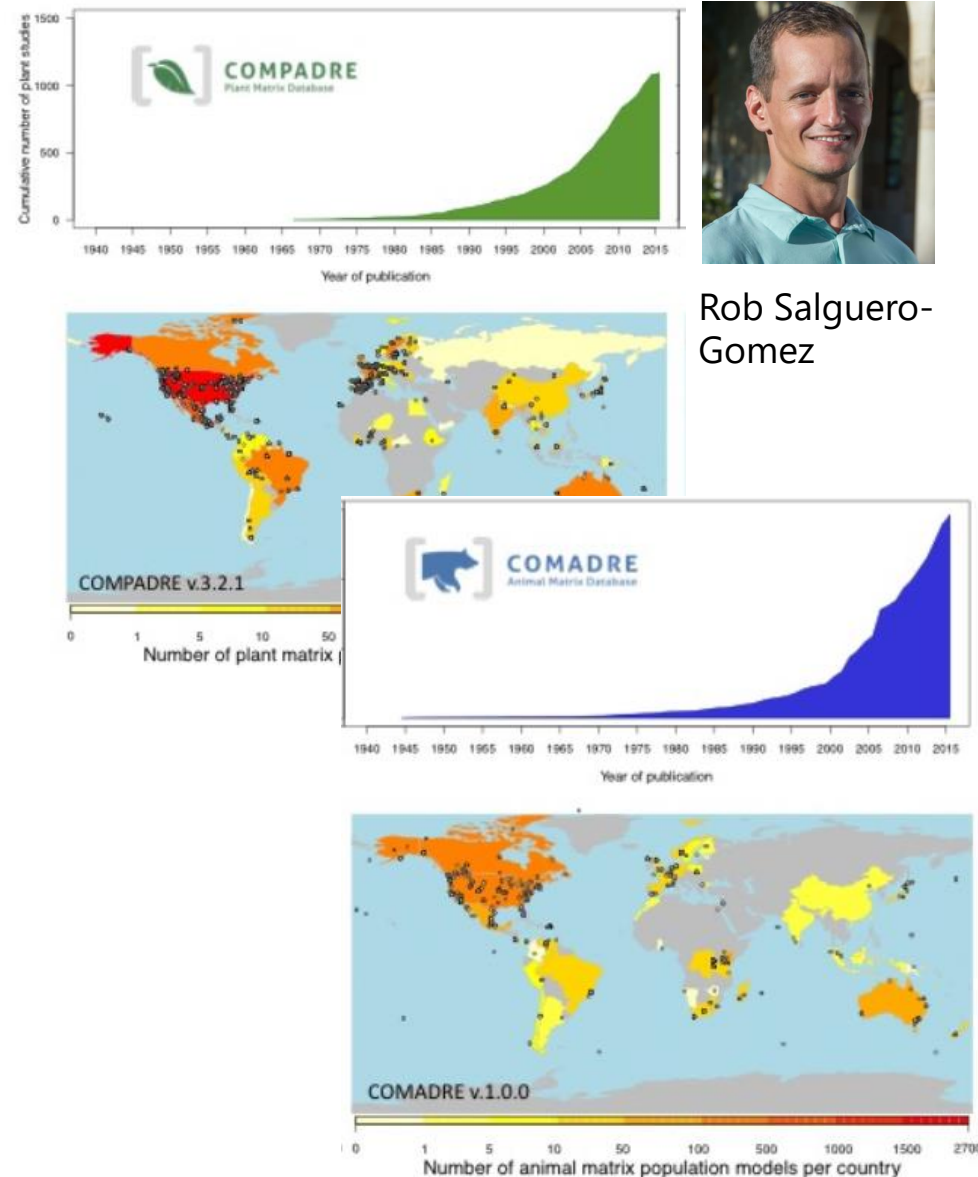 Cumulative number of plant studies
1500
1000
500
0
COMPADRE
Plant Matrix Database
1940 1945 1950 1955 1960 1965 1970 1975 1980 1985 1990 1995 2000 2005 2010 2015
Year of publication
Rob Salguero-
Gomez
COMPADRE v.3.2.1
0 1 5 10 50
Number of plant matrix
COMADRE
Animal Matrix Database
1940 1945 1950 1955 1960 1965 1970 1975 1980 1985 1990 1995 2000 2005 2010 2015
Year of publication
COMADRE v.1.0.0
0 1 5 10 50 100 500 1000 1500 270
Number of animal matrix population models per country